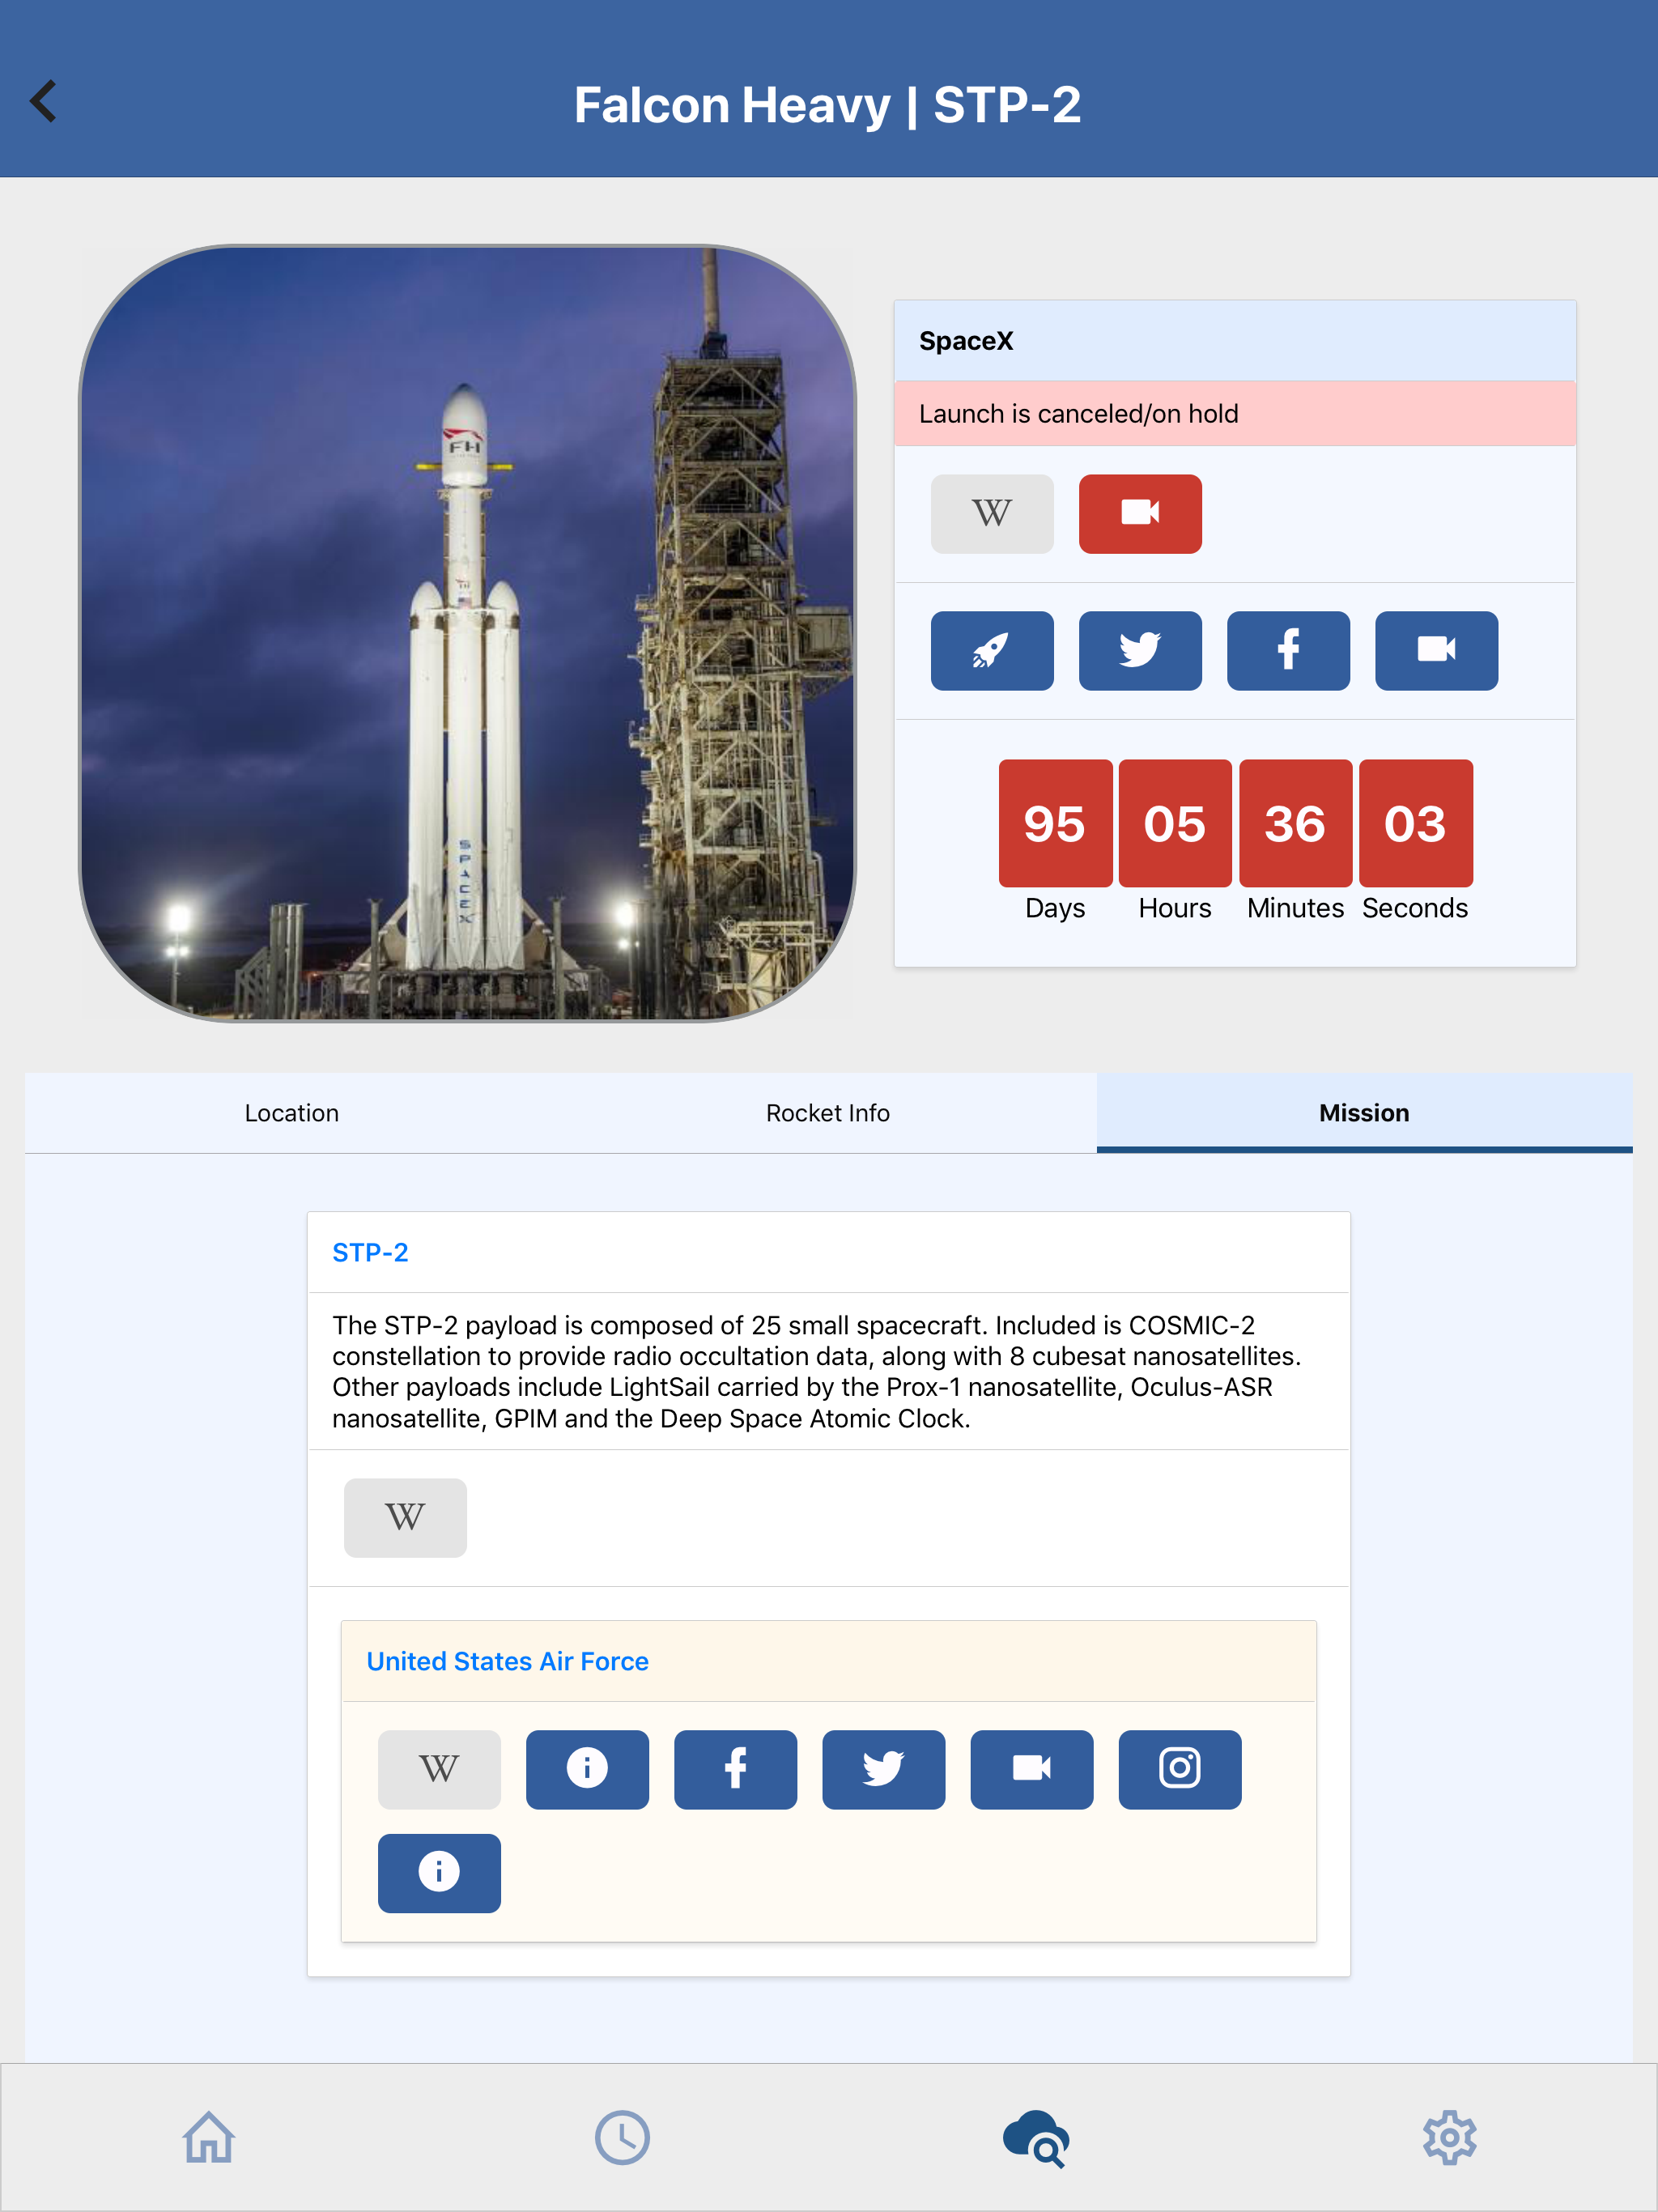 Falcon Heavy | STP-2
FH
SPACEX
SpaceX
Launch is canceled/on hold
W
95 05 36 03
Days Hours Minutes Seconds
Location Rocket Info Mission
STP-2
The STP-2 payload is composed of 25 small spacecraft. Included is COSMIC-2
constellation to provide radio occultation data, along with 8 cubesat nanosatellites.
Other payloads include LightSail carried by the Prox-1 nanosatellite, Oculus-ASR
nanosatellite, GPIM and the Deep Space Atomic Clock.
W
United States Air Force
W